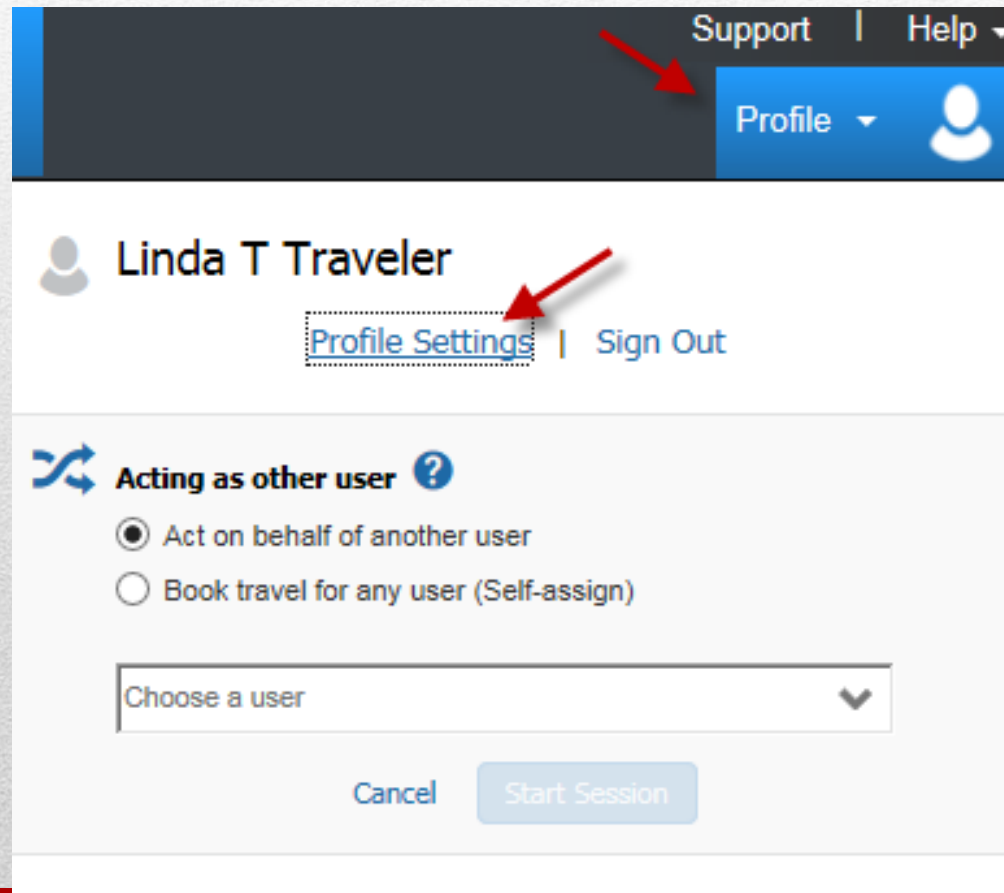 Support | Help
Profile
Linda T Traveler
Profile Settings | Sign Out
Acting as other user ?
Act on behalf of another user
Book travel for any user (Self-assign)
Choose a user
Cancel Start Session